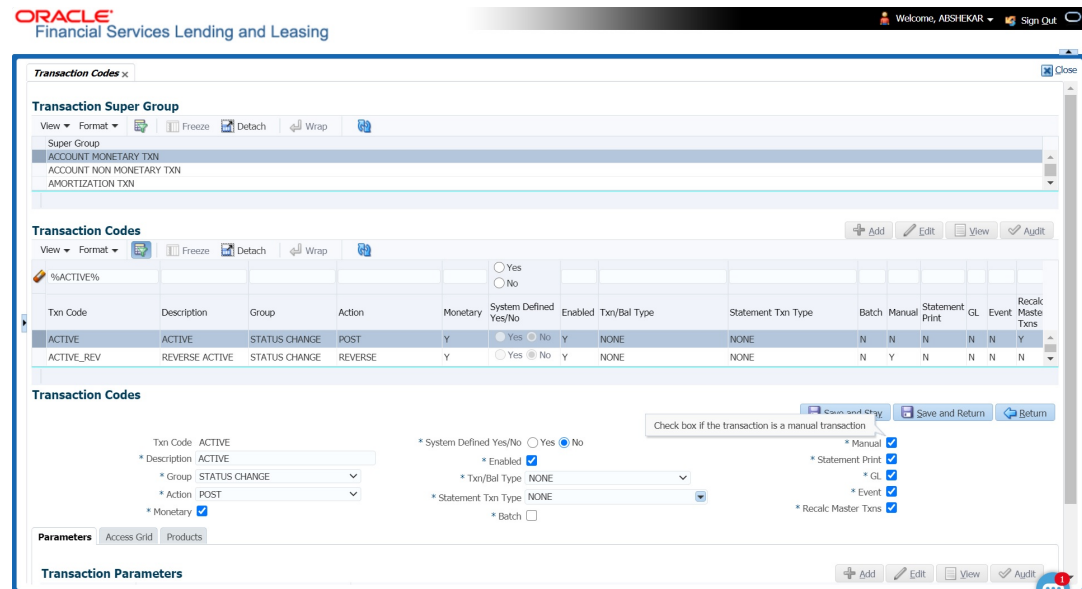 ORACLE
Financial Services Lending and Leasing
Welcome, ABSHEKAR Sign Out
Transaction Codes x
Close
Transaction Super Group
View Format Freeze Detach Wrap
Super Group
ACCOUNT MONETARY TXN
ACCOUNT NON MONETARY TXN
AMORTIZATION TXN
Transaction Codes
Add Edit View Audit
View Format Freeze Detach Wrap
%ACTIVE% Yes
No
Txn Code Description Group Action Monetary System Defined Yes/No Enabled Txn/Bal Type Statement Txn Type Batch Manual Statement Print GL Event Recalc Maste Txns
ACTIVE ACTIVE STATUS CHANGE POST Y Yes No Y NONE NONE N N N N N Y
ACTIVE_REV REVERSE ACTIVE STATUS CHANGE REVERSE Y Yes No Y NONE NONE N Y N N N N
Transaction Codes
Save and Stay Save and Return Return
Check box if the transaction is a manual transaction
Txn Code ACTIVE * System Defined Yes/No Yes No * Manual
* Description ACTIVE * Enabled * Statement Print
* Group STATUS CHANGE * Txn/Bal Type NONE * GL
* Action POST * Statement Txn Type NONE * Event
* Monetary * Batch * Recalc Master Txns
Parameters Access Grid Products
Transaction Parameters
Add Edit View Audit
1